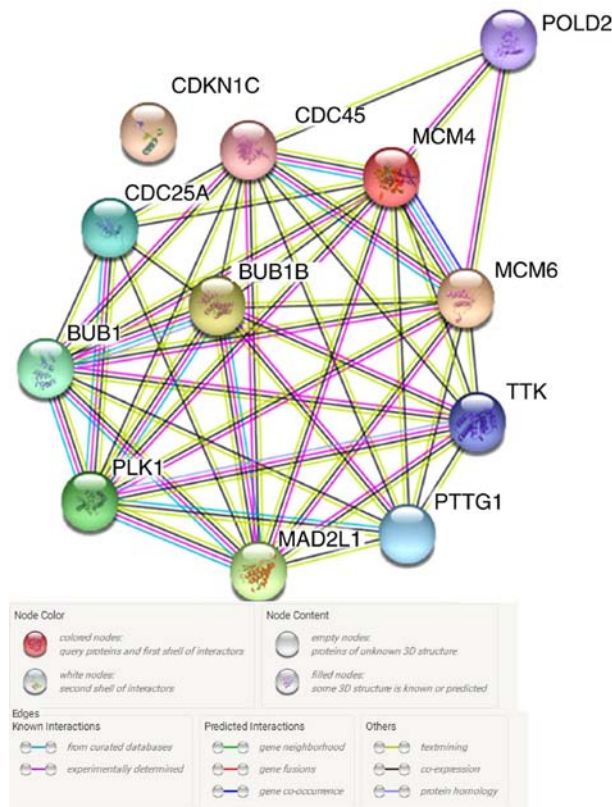 POLD2
CDKN1C
CDC45
MCM4
CDC25A
BUB1B
MCM6
BUB1
TTK
PLK1
PTTG1
MAD2L1
Node Color
colored nodes:
query proteins and first shell of interactors
white nodes:
second shell of interactors
Node Content
empty nodes:
proteins of unknown 3D structure
filled nodes:
some 3D structure is known or predicted
Edges
Known Interactions
from curated databases
experimentally determined
Predicted Interactions
gene neighborhood
gene fusions
gene co-occurrence
Others
textmining
co-expression
protein homology